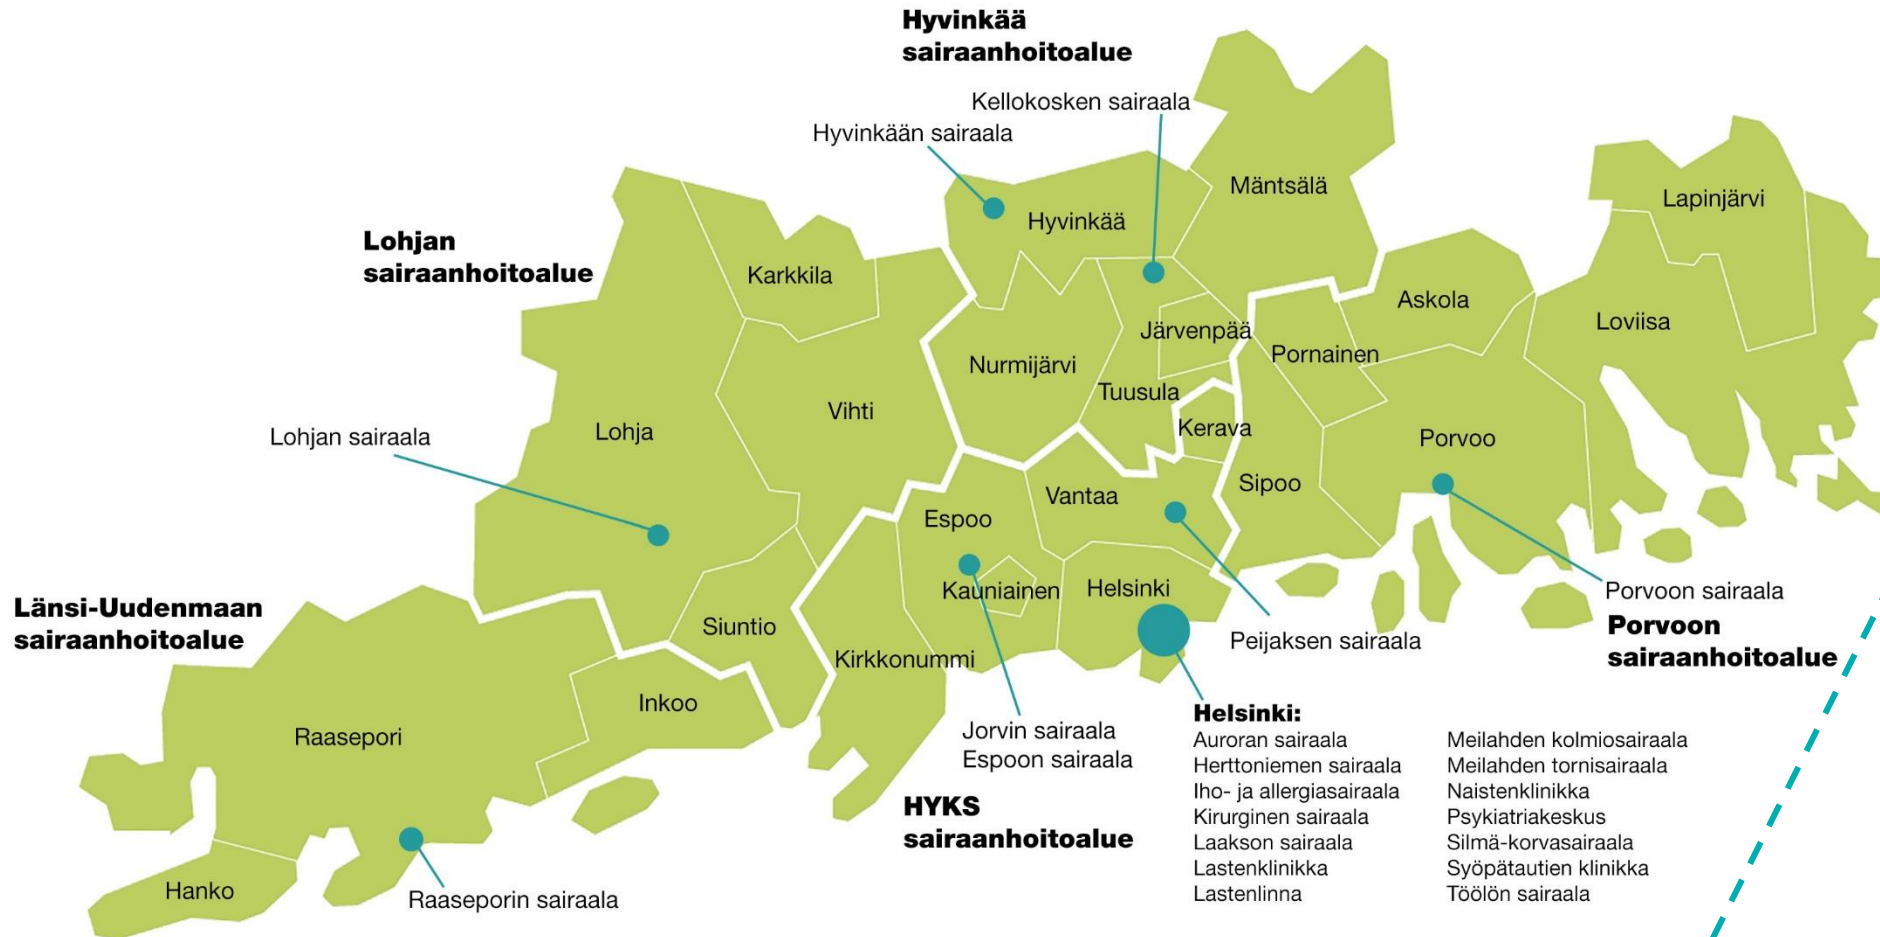 Hyvinkää
sairaanhoitoalue
Kellokosken sairaala
Hyvinkään sairaala
Mäntsälä
Lapinjärvi
Hyvinkää
Lohjan
sairaanhoitoalue
Karkkila
Askola
Loviisa
Järvenpää
Pornainen
Nurmijärvi
Tuusula
Vihti
Kerava
Lohja
Lohjan sairaala
Porvoo
Sipoo
Vantaa
Espoo
Kauniainen
Helsinki
Porvoon sairaala
Porvoon
sairaanhoitoalue
Länsi-Uudenmaan
sairaanhoitoalue
Siuntio
Peijaksen sairaala
Kirkkonummi
Inkoo
Raasepori
Jorvin sairaala
Espoon sairaala
HYKS
sairaanhoitoalue
Hanko
Raaseporin sairaala
Helsinki:
Auroran sairaala
Herttoniemen sairaala
Iho- ja allergiasairaala
Kirurginen sairaala
Laakson sairaala
Lastenklinikka
Lastenlinna
Meilahden kolmiosairaala
Meilahden tornisairaala
Naistenklinikka
Psykiatriakeskus
Silmä-korvasairaala
Syöpätautien klinikka
Töölön sairaala